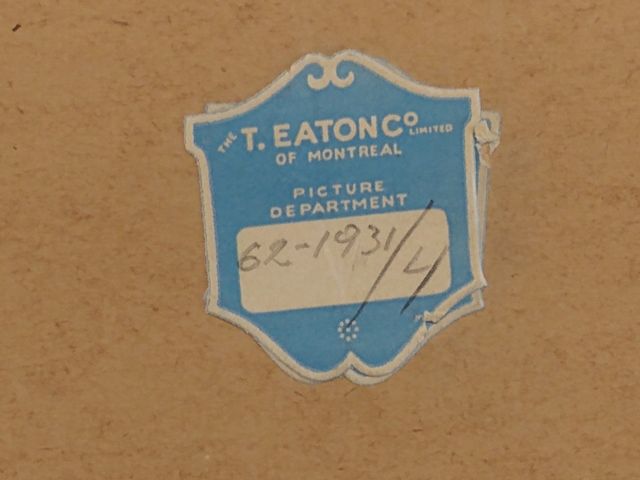 THE T. EATON Co LIMITED
OF MONTREAL
PICTURE
DEPARTMENT
62-1931/4